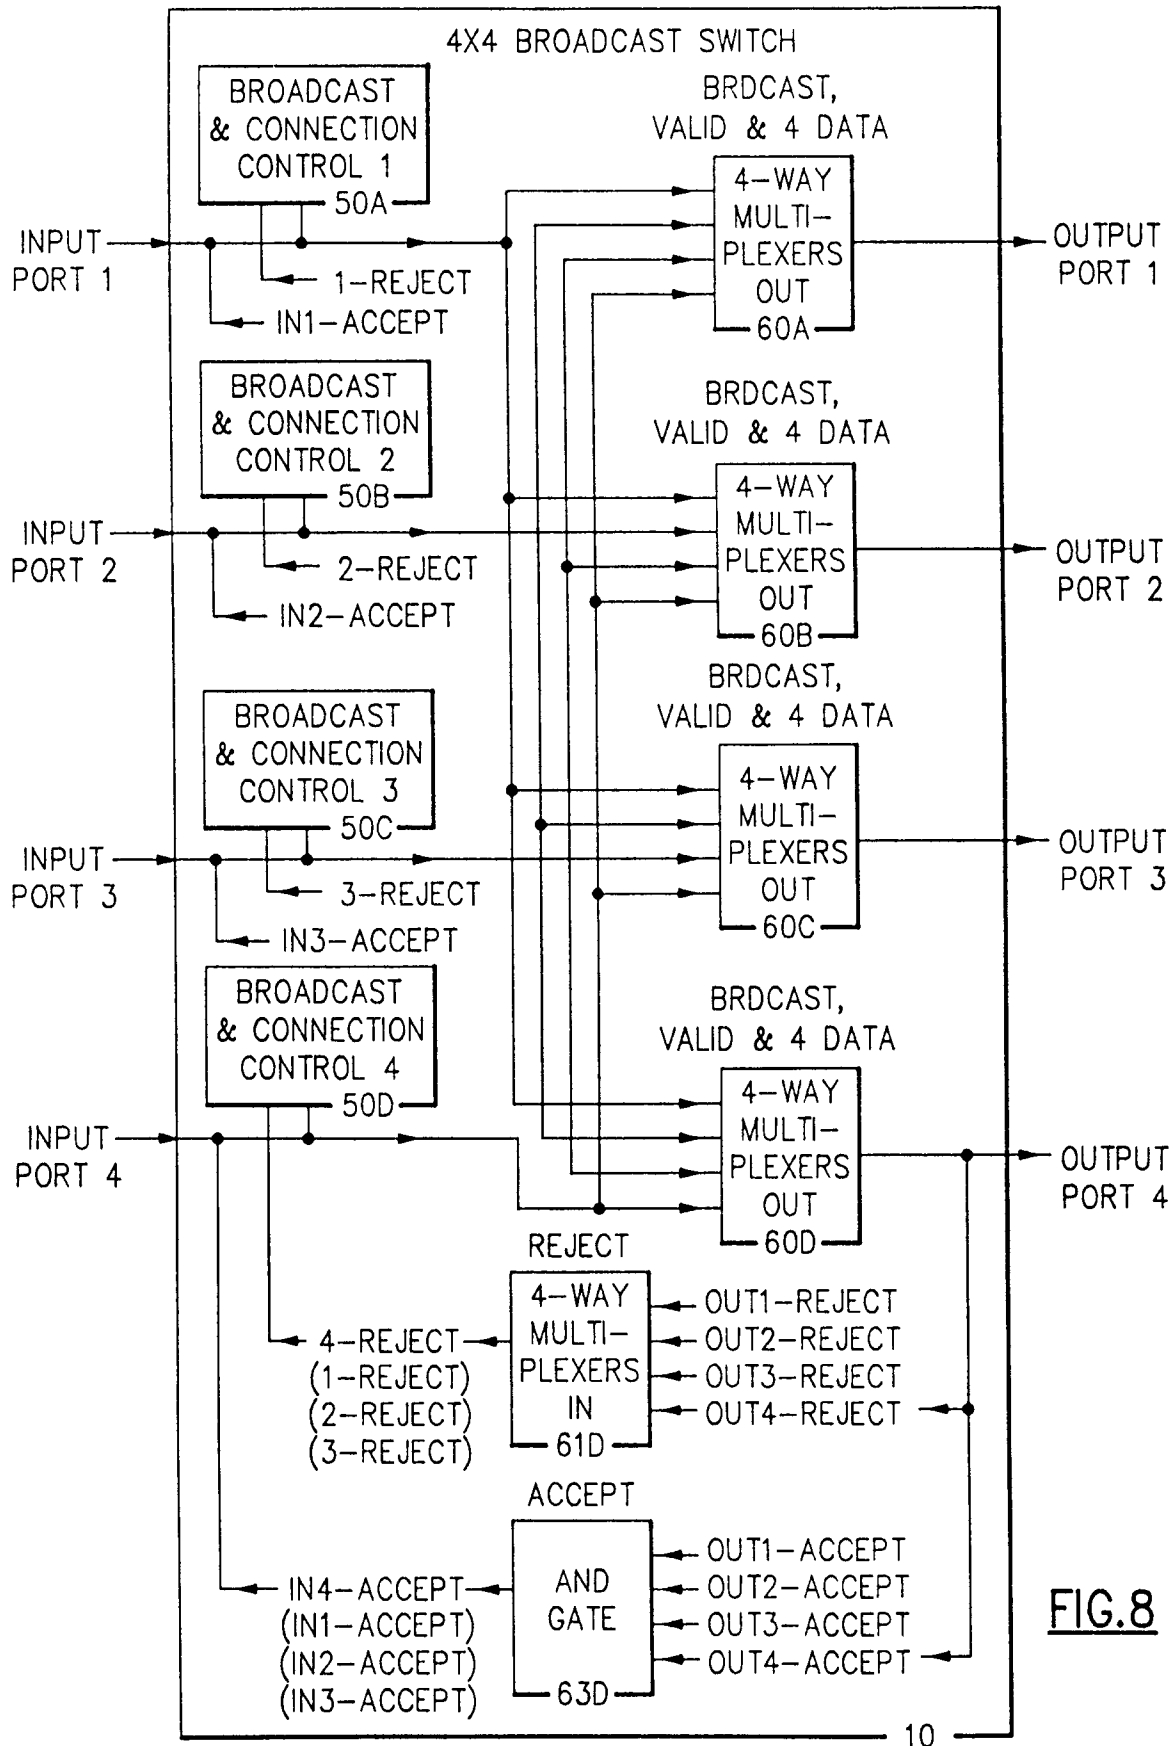 4X4 BROADCAST SWITCH
BROADCAST
& CONNECTION
CONTROL 1
50A
BRDCAST,
VALID & 4 DATA
4-WAY
MULTI-
PLEXERS
OUT
60A
INPUT
PORT 1
OUTPUT
PORT 1
1-REJECT
IN1-ACCEPT
BROADCAST
& CONNECTION
CONTROL 2
50B
BRDCAST,
VALID & 4 DATA
4-WAY
MULTI-
PLEXERS
OUT
60B
INPUT
PORT 2
OUTPUT
PORT 2
2-REJECT
IN2-ACCEPT
BROADCAST
& CONNECTION
CONTROL 3
50C
BRDCAST,
VALID & 4 DATA
4-WAY
MULTI-
PLEXERS
OUT
60C
INPUT
PORT 3
OUTPUT
PORT 3
3-REJECT
IN3-ACCEPT
BROADCAST
& CONNECTION
CONTROL 4
50D
BRDCAST,
VALID & 4 DATA
4-WAY
MULTI-
PLEXERS
OUT
60D
INPUT
PORT 4
OUTPUT
PORT 4
REJECT
4-WAY
MULTI-
PLEXERS
IN
61D
OUT1-REJECT
OUT2-REJECT
OUT3-REJECT
OUT4-REJECT
4-REJECT
(1-REJECT)
(2-REJECT)
(3-REJECT)
ACCEPT
AND
GATE
63D
OUT1-ACCEPT
OUT2-ACCEPT
OUT3-ACCEPT
OUT4-ACCEPT
IN4-ACCEPT
(IN1-ACCEPT)
(IN2-ACCEPT)
(IN3-ACCEPT)
10
FIG.8